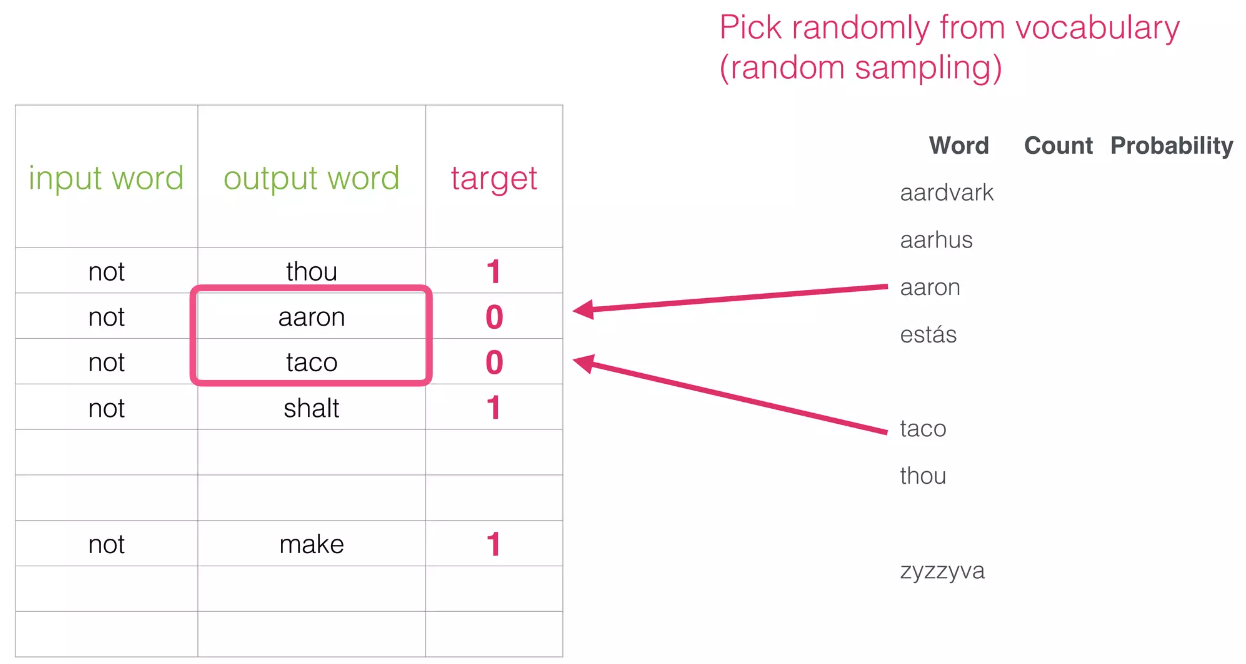 Pick randomly from vocabulary
(random sampling)
input word output word target
not thou 1
not aaron 0
not taco 0
not shalt 1
not make 1
Word Count Probability
aardvark
aarhus
aaron
estás
taco
thou
zyzzyva